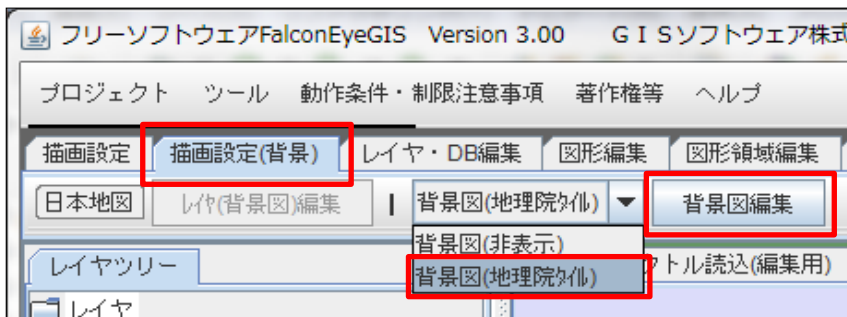 フリーソフトウェアFalconEyeGIS Version 3.00 ＧＩＳソフトウェア株式
プロジェクト ツール 動作条件・制限注意事項 著作権等 ヘルプ
描画設定 描画設定(背景) レイヤ・DB編集 図形編集 図形領域編集
日本地図 ﾚｲﾔ(背景図)編集 | 背景図(地理院ﾀｲﾙ) 背景図編集
背景図(非表示)
レイヤツリー 背景図(地理院ﾀｲﾙ) クトル読込(編集用)
レイヤ